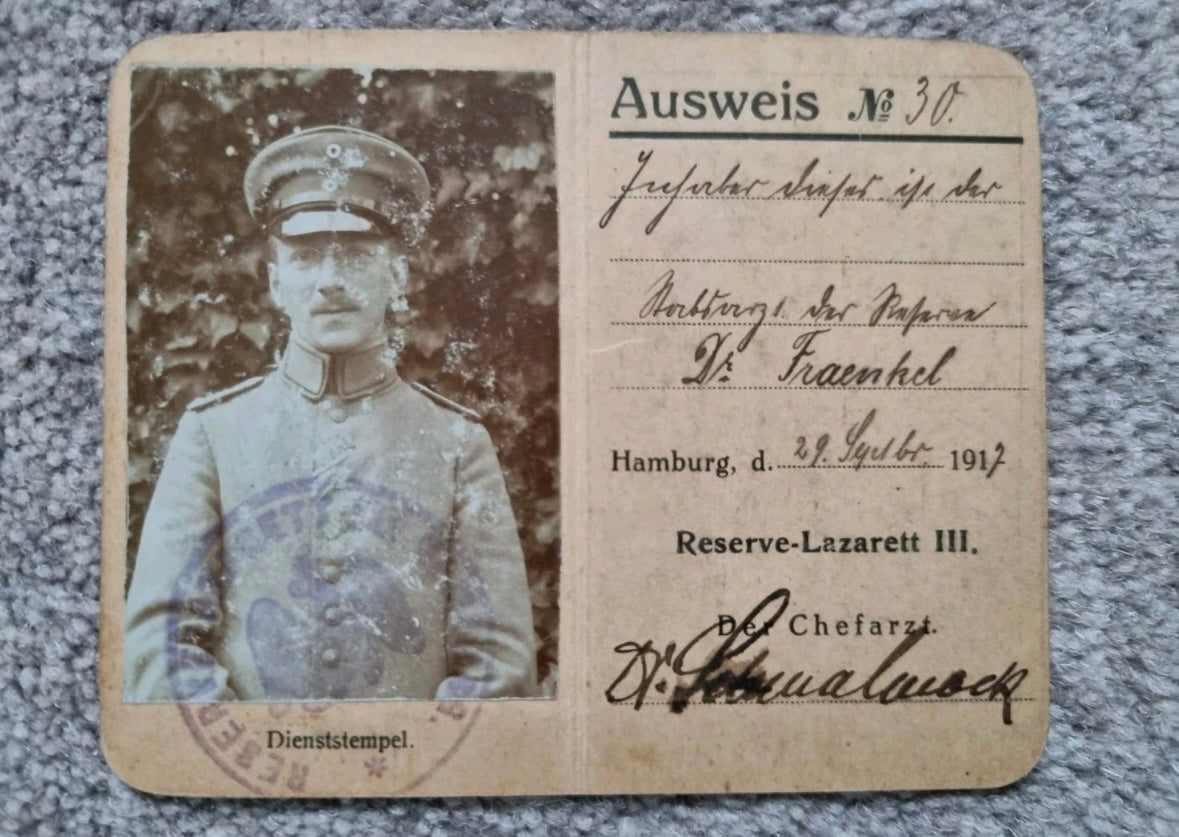 Ausweis № 30.
Inhaber dieses ist der
Stabsarzt der Reserve
Dr. Fraenkel
Hamburg, d. 29. Septbr. 1917
Reserve-Lazarett III.
Der Chefarzt.
Dr.
Dienststempel.